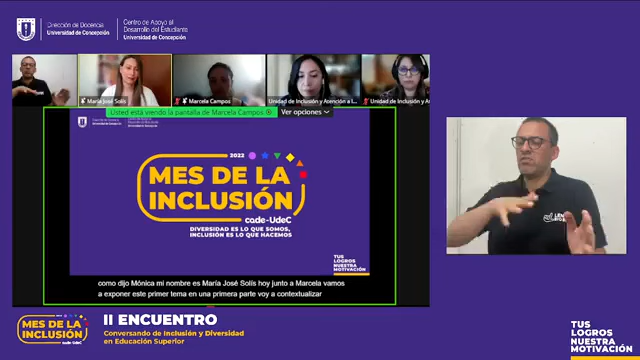 Dirección de Docencia
Universidad de Concepción
Centro de Apoyo al
Desarrollo del Estudiante
Universidad de Concepción
María José Solís
Marcela Campos
Unidad de Inclusión y Atención a l...
Unidad de Inclusión y Aten
Usted está viendo la pantalla de Marcela Campos
Ver opciones
2022
MES DE LA
INCLUSIÓN
cade-UdeC
DIVERSIDAD ES LO QUE SOMOS,
INCLUSIÓN ES LO QUE HACEMOS
TUS
LOGROS
NUESTRA
MOTIVACIÓN
como dijo Mónica mi nombre es María José Solís hoy junto a Marcela vamos
a exponer este primer tema en una primera parte voy a contextualizar
MES DE LA
INCLUSIÓN
cade-UdeC
II ENCUENTRO
Conversando de Inclusión y Diversidad
en Educación Superior
TUS
LOGROS
NUESTRA
MOTIVACIÓN